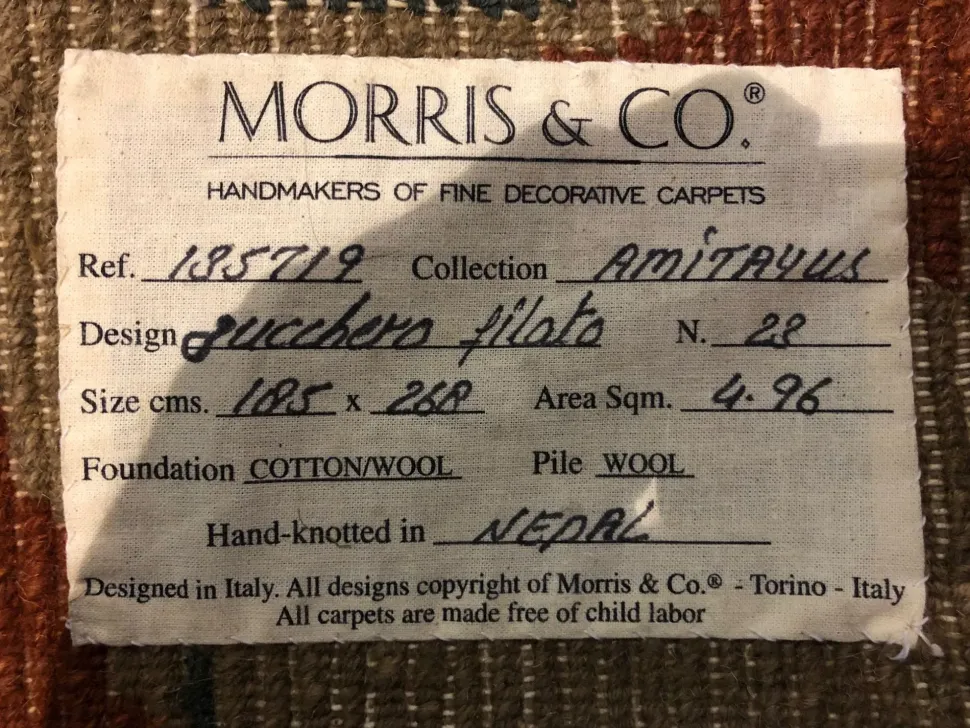 MORRIS & CO.®
HANDMAKERS OF FINE DECORATIVE CARPETS
Ref. 135719 Collection AMITAYUS
Design zucchero filato N. 23
Size cms. 185 x 268 Area Sqm. 4.96
Foundation COTTON/WOOL Pile WOOL
Hand-knotted in NEPAL
Designed in Italy. All designs copyright of Morris & Co.® - Torino - Italy
All carpets are made free of child labor